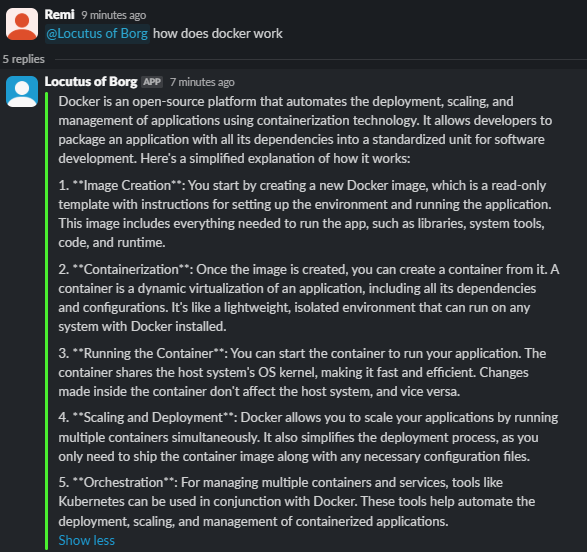 Remi 9 minutes ago
@Locutus of Borg how does docker work
5 replies
Locutus of Borg APP 7 minutes ago
Docker is an open-source platform that automates the deployment, scaling, and
management of applications using containerization technology. It allows developers to
package an application with all its dependencies into a standardized unit for software
development. Here's a simplified explanation of how it works:
1. **Image Creation**: You start by creating a new Docker image, which is a read-only
template with instructions for setting up the environment and running the application.
This image includes everything needed to run the app, such as libraries, system tools,
code, and runtime.
2. **Containerization**: Once the image is created, you can create a container from it. A
container is a dynamic virtualization of an application, including all its dependencies
and configurations. It's like a lightweight, isolated environment that can run on any
system with Docker installed.
3. **Running the Container**: You can start the container to run your application. The
container shares the host system's OS kernel, making it fast and efficient. Changes
made inside the container don't affect the host system, and vice versa.
4. **Scaling and Deployment**: Docker allows you to scale your applications by running
multiple containers simultaneously. It also simplifies the deployment process, as you
only need to ship the container image along with any necessary configuration files.
5. **Orchestration**: For managing multiple containers and services, tools like
Kubernetes can be used in conjunction with Docker. These tools help automate the
deployment, scaling, and management of containerized applications.
Show less